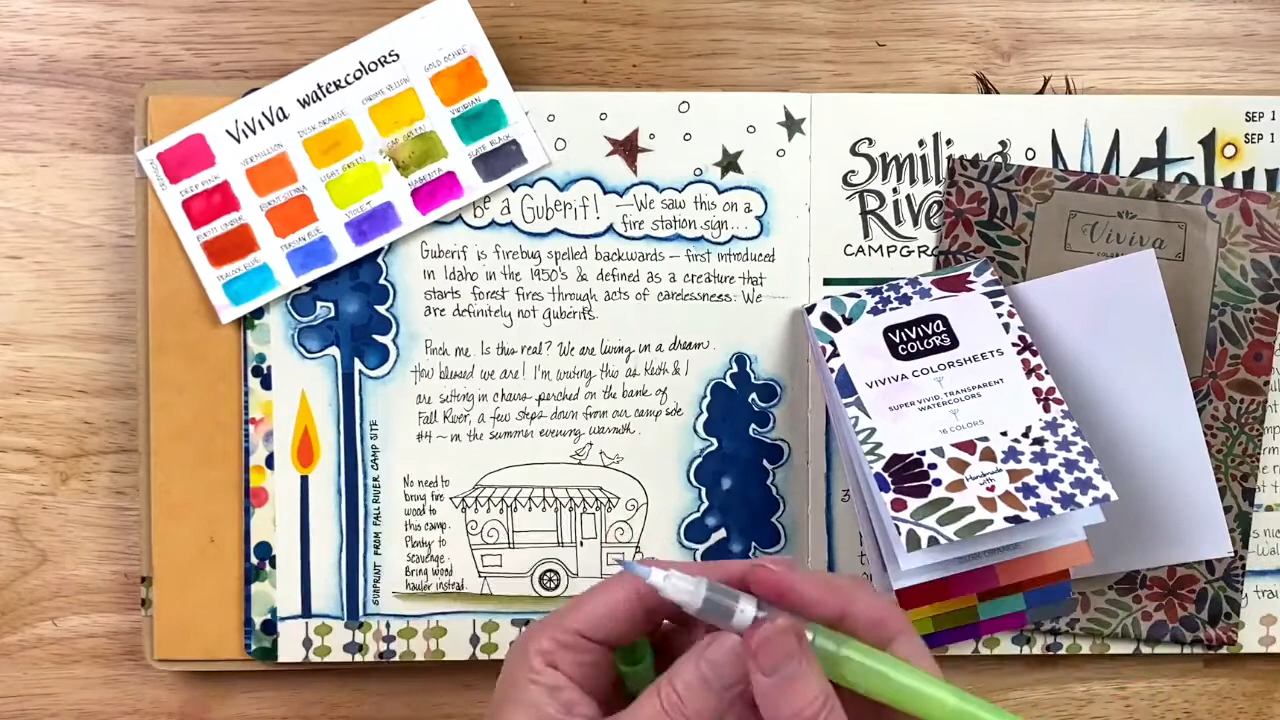 ViViVa watercolors
GOLD OCHRE
CHROME YELLOW
DUSK ORANGE
VERMILLION
CRIMSON
VIRIDIAN
SAP GREEN
LIGHT GREEN
BURNT SIENNA
DEEP PINK
SLATE BLACK
MAGENTA
VIOLET
PERSIAN BLUE
BURNT UMBER
PEACOCK BLUE
be a Guberif! —We saw this on a
fire station sign...
Guberif is firebug spelled backwards — first introduced
in Idaho in the 1950's & defined as a creature that
starts forest fires through acts of carelessness. We
are definitely not guberifs.
Pinch me. Is this real? We are living in a dream.
How blessed we are! I'm writing this as Keith & I
are sitting in chairs perched on the bank of
Fall River, a few steps down from our camp site
#4 ~ in the summer evening warmth.
No need to
bring fire
wood to
this camp.
Plenty to
scavenge.
Bring wood
hauler instead.
SUNPRINT FROM FALL RIVER CAMP SITE
Smiling
River
CAMPGRO
SEP 1
SEP 1
Metoliu
3
Viviva
COLOR
ViViVa
COLORS
VIVIVA COLORSHEETS
SUPER VIVID, TRANSPARENT
WATERCOLORS
16 COLORS
Handmade
with